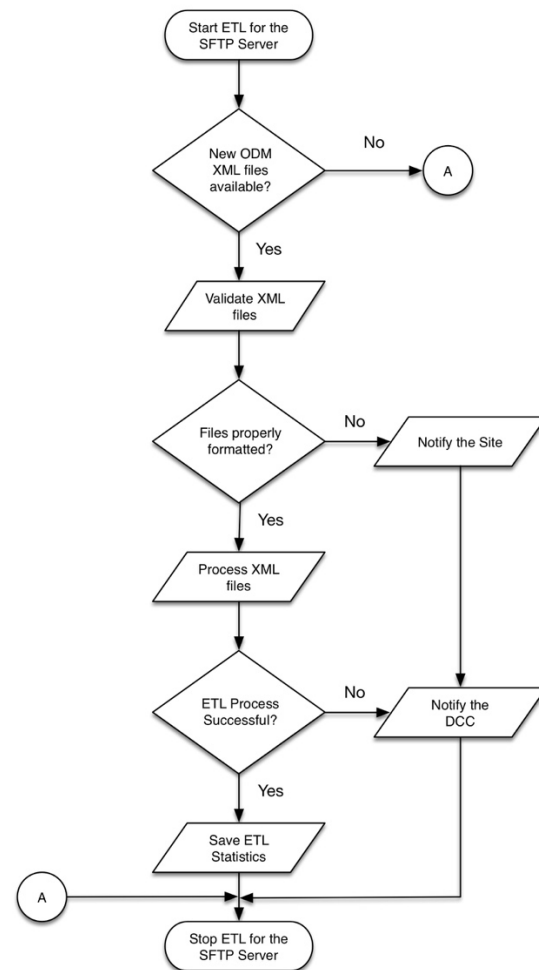 Start ETL for the
SFTP Server
New ODM
XML files
available?
No
A
Yes
Validate XML
files
Files properly
formatted?
No
Notify the Site
Yes
Process XML
files
ETL Process
Successful?
No
Notify the
DCC
Yes
Save ETL
Statistics
A
Stop ETL for the
SFTP Server